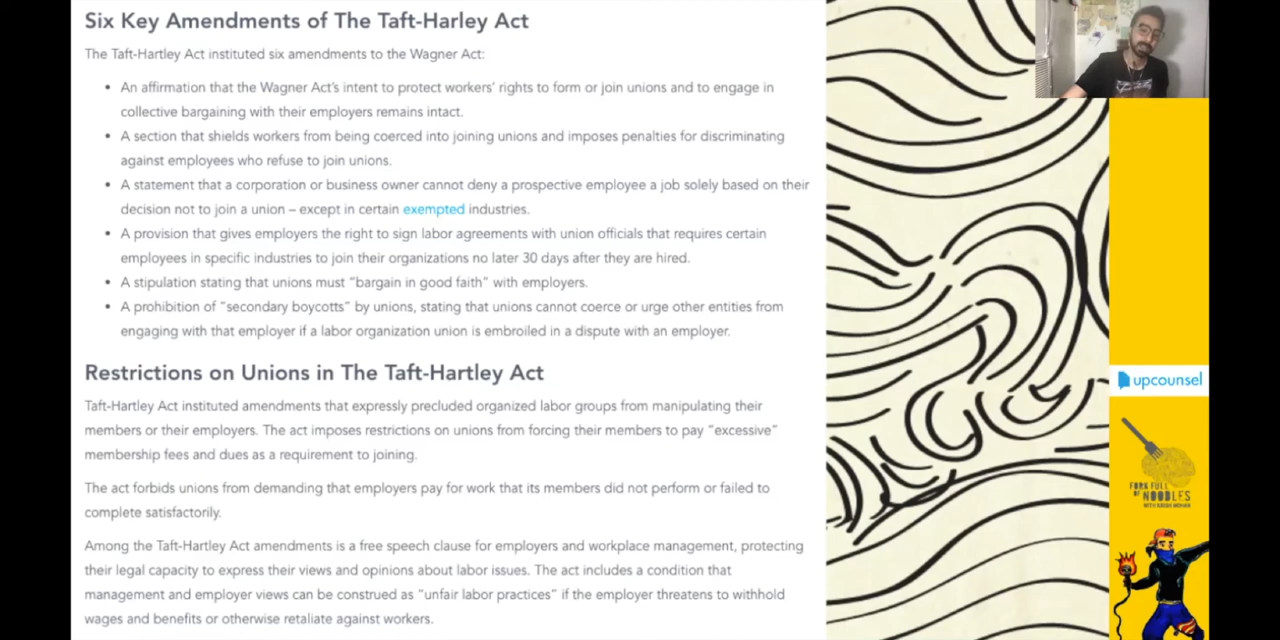 Six Key Amendments of The Taft-Harley Act
The Taft-Hartley Act instituted six amendments to the Wagner Act:
• An affirmation that the Wagner Act's intent to protect workers' rights to form or join unions and to engage in
collective bargaining with their employers remains intact.
• A section that shields workers from being coerced into joining unions and imposes penalties for discriminating
against employees who refuse to join unions.
• A statement that a corporation or business owner cannot deny a prospective employee a job solely based on their
decision not to join a union – except in certain exempted industries.
• A provision that gives employers the right to sign labor agreements with union officials that requires certain
employees in specific industries to join their organizations no later 30 days after they are hired.
• A stipulation stating that unions must "bargain in good faith" with employers.
• A prohibition of "secondary boycotts" by unions, stating that unions cannot coerce or urge other entities from
engaging with that employer if a labor organization union is embroiled in a dispute with an employer.
Restrictions on Unions in The Taft-Hartley Act
Taft-Hartley Act instituted amendments that expressly precluded organized labor groups from manipulating their
members or their employers. The act imposes restrictions on unions from forcing their members to pay "excessive"
membership fees and dues as a requirement to joining.
The act forbids unions from demanding that employers pay for work that its members did not perform or failed to
complete satisfactorily.
Among the Taft-Hartley Act amendments is a free speech clause for employers and workplace management, protecting
their legal capacity to express their views and opinions about labor issues. The act includes a condition that
management and employer views can be construed as "unfair labor practices" if the employer threatens to withhold
wages and benefits or otherwise retaliate against workers.
upcounsel
FORK FULL
OF NOODLES